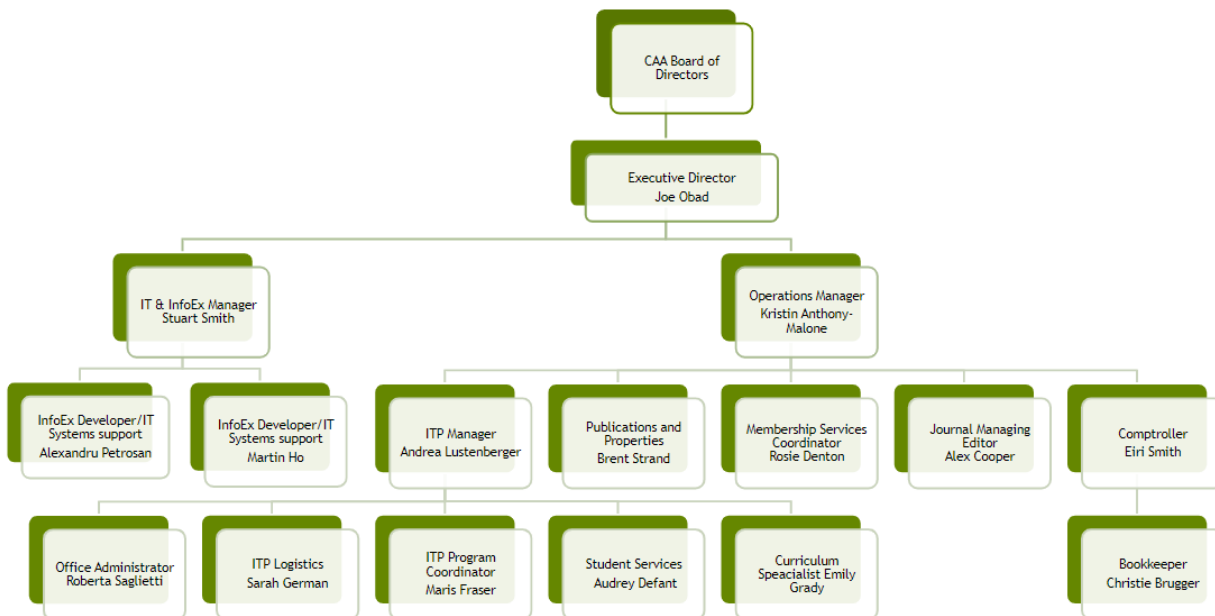 CAA Board of
Directors
Executive Director
Joe Obad
IT & InfoEx Manager
Stuart Smith
Operations Manager
Kristin Anthony-
Malone
InfoEx Developer/IT
Systems support
Alexandru Petrosan
InfoEx Developer/IT
Systems support
Martin Ho
ITP Manager
Andrea Lustenberger
Publications and
Properties
Brent Strand
Membership Services
Coordinator
Rosie Denton
Journal Managing
Editor
Alex Cooper
Comptroller
Eiri Smith
Office Administrator
Roberta Saglietti
ITP Logistics
Sarah German
ITP Program
Coordinator
Maris Fraser
Student Services
Audrey Defant
Curriculum
Speacialist Emily
Grady
Bookkeeper
Christie Brugger